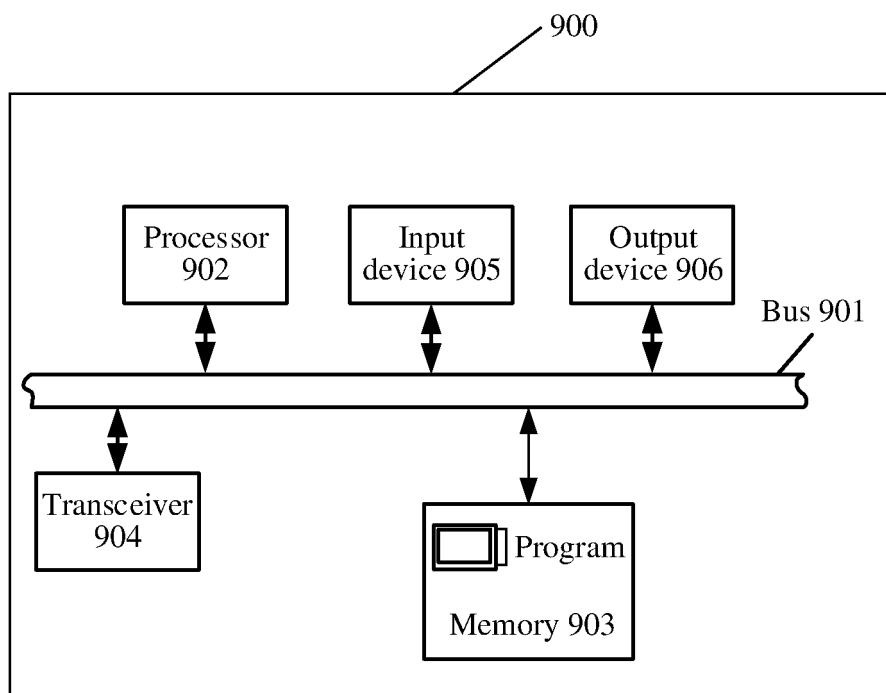 900
Processor
902
Input
device 905
Output
device 906
Bus 901
Transceiver
904
Program
Memory 903